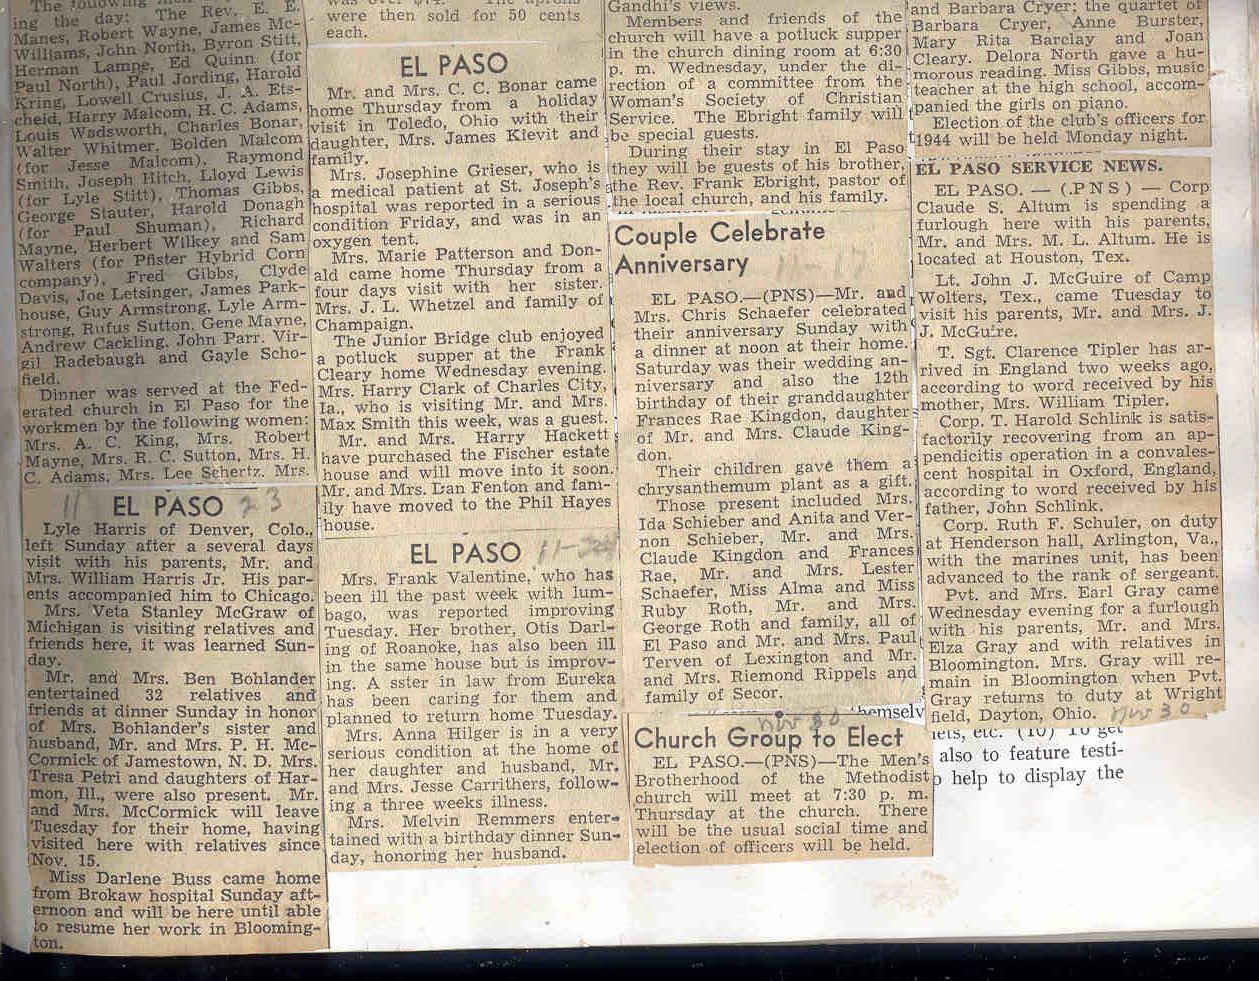 The following men
ing the day: The Rev. E. E.
Manes, Robert Wayne, James Mc-
Williams, John North, Byron Stitt,
Herman Lampe, Ed Quinn (for
Paul North), Paul Jording, Harold
Kring, Lowell Crusius, J. A. Ets-
cheid, Harry Malcom, H. C. Adams,
Louis Wadsworth, Charles Bonar,
Walter Whitmer, Bolden Malcom
(for Jesse Malcom), Raymond
Smith, Joseph Hitch, Lloyd Lewis
(for Lyle Stitt), Thomas Gibbs,
George Stauter, Harold Donagh
(for Paul Shuman), Richard
Mayne, Herbert Wilkey and Sam
Walters (for Pfister Hybrid Corn
company), Fred Gibbs, Clyde
Davis, Joe Letsinger, James Park-
house, Guy Armstrong, Lyle Arm-
strong, Rufus Sutton, Gene Mayne,
Andrew Cackling, John Parr, Vir-
gil Radebaugh and Gayle Scho-
field.
Dinner was served at the Fed-
erated church in El Paso for the
workmen by the following women:
Mrs. A. C. King, Mrs. Robert
Mayne, Mrs. R. C. Sutton, Mrs. H.
C. Adams, Mrs. Lee Schertz, Mrs.
11 EL PASO 23
Lyle Harris of Denver, Colo.,
left Sunday after a several days
visit with his parents, Mr. and
Mrs. William Harris Jr. His par-
ents accompanied him to Chicago.
Mrs. Veta Stanley McGraw of
Michigan is visiting relatives and
friends here, it was learned Sun-
day.
Mr. and Mrs. Ben Bohlander
entertained 32 relatives and
friends at dinner Sunday in honor
of Mrs. Bohlander's sister and
husband, Mr. and Mrs. P. H. Mc-
Cormick of Jamestown, N. D. Mrs.
Tresa Petri and daughters of Har-
mon, Ill., were also present. Mr.
and Mrs. McCormick will leave
Tuesday for their home, having
visited here with relatives since
Nov. 15.
Miss Darlene Buss came home
from Brokaw hospital Sunday aft-
ernoon and will be here until able
to resume her work in Blooming-
ton.
were then sold for 50 cents
each.
EL PASO
Mr. and Mrs. C. C. Bonar came
home Thursday from a holiday
visit in Toledo, Ohio with their
daughter, Mrs. James Kievit and
family.
Mrs. Josephine Grieser, who is
a medical patient at St. Joseph's
hospital was reported in a serious
condition Friday, and was in an
oxygen tent.
Mrs. Marie Patterson and Don-
ald came home Thursday from a
four days visit with her sister.
Mrs. J. L. Whetzel and family of
Champaign.
The Junior Bridge club enjoyed
a potluck supper at the Frank
Cleary home Wednesday evening.
Mrs. Harry Clark of Charles City,
Ia., who is visiting Mr. and Mrs.
Max Smith this week, was a guest.
Mr. and Mrs. Harry Hackett
have purchased the Fischer estate
house and will move into it soon.
Mr. and Mrs. Dan Fenton and fam-
ily have moved to the Phil Hayes
house.
EL PASO 11-24
Mrs. Frank Valentine, who has
been ill the past week with lum-
bago, was reported improving
Tuesday. Her brother, Otis Darl-
ing of Roanoke, has also been ill
in the same house but is improv-
ing. A sster in law from Eureka
has been caring for them and
planned to return home Tuesday.
Mrs. Anna Hilger is in a very
serious condition at the home of
her daughter and husband, Mr.
and Mrs. Jesse Carrithers, follow-
ing a three weeks illness.
Mrs. Melvin Remmers enter-
tained with a birthday dinner Sun-
day, honoring her husband.
Gandhi's views.
Members and friends of the
church will have a potluck supper
in the church dining room at 6:30
p. m. Wednesday, under the di-
rection of a committee from the
Woman's Society of Christian
Service. The Ebright family will
be special guests.
During their stay in El Paso
they will be guests of his brother,
the Rev. Frank Ebright, pastor of
the local church, and his family.
Couple Celebrate
Anniversary 11-17
EL PASO.—(PNS)—Mr. and
Mrs. Chris Schaefer celebrated
their anniversary Sunday with
a dinner at noon at their home.
Saturday was their wedding an-
niversary and also the 12th
birthday of their granddaughter
Frances Rae Kingdon, daughter
of Mr. and Mrs. Claude King-
don.
Their children gave them a
chrysanthemum plant as a gift.
Those present included Mrs.
Ida Schieber and Anita and Ver-
non Schieber, Mr. and Mrs.
Claude Kingdon and Frances
Rae, Mr. and Mrs. Lester
Schaefer, Miss Alma and Miss
Ruby Roth, Mr. and Mrs.
George Roth and family, all of
El Paso and Mr. and Mrs. Paul
Terven of Lexington and Mr.
and Mrs. Riemond Rippels and
family of Secor.
themselv
Nov 30
Church Group to Elect
EL PASO.—(PNS)—The Men's
Brotherhood of the Methodist
church will meet at 7:30 p. m.
Thursday at the church. There
will be the usual social time and
election of officers will be held.
and Barbara Cryer; the quartet of
Barbara Cryer, Anne Burster,
Mary Rita Barclay and Joan
Cleary. Delora North gave a hu-
morous reading. Miss Gibbs, music
teacher at the high school, accom-
panied the girls on piano.
Election of the club's officers for
1944 will be held Monday night.
EL PASO SERVICE NEWS.
EL PASO. — (.PNS) — Corp
Claude S. Altum is spending a
furlough here with his parents,
Mr. and Mrs. M. L. Altum. He is
located at Houston, Tex.
Lt. John J. McGuire of Camp
Wolters, Tex., came Tuesday to
visit his parents, Mr. and Mrs. J.
J. McGuire.
T. Sgt. Clarence Tipler has ar-
rived in England two weeks ago,
according to word received by his
mother, Mrs. William Tipler.
Corp. T. Harold Schlink is satis-
factorily recovering from an ap-
pendicitis operation in a convales-
cent hospital in Oxford, England,
according to word received by his
father, John Schlink.
Corp. Ruth F. Schuler, on duty
at Henderson hall, Arlington, Va.,
with the marines unit, has been
advanced to the rank of sergeant.
Pvt. and Mrs. Earl Gray came
Wednesday evening for a furlough
with his parents, Mr. and Mrs.
Elza Gray and with relatives in
Bloomington. Mrs. Gray will re-
main in Bloomington when Pvt.
Gray returns to duty at Wright
field, Dayton, Ohio. Nov 30
etc. (10) To get
also to feature testi-
help to display the